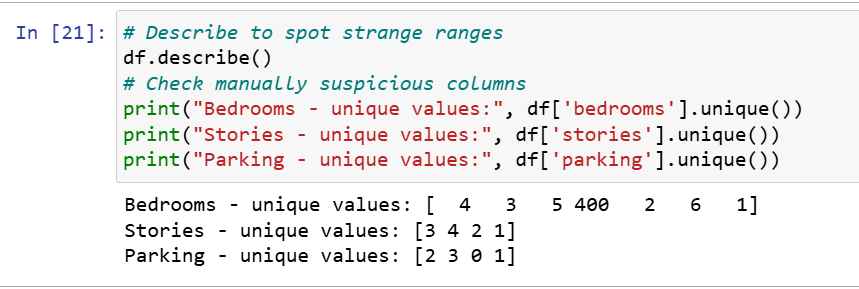 In [21]: # Describe to spot strange ranges
df.describe()
# Check manually suspicious columns
print("Bedrooms - unique values:", df['bedrooms'].unique())
print("Stories - unique values:", df['stories'].unique())
print("Parking - unique values:", df['parking'].unique())
Bedrooms - unique values: [  4   3   5 400   2   6   1]
Stories - unique values: [3 4 2 1]
Parking - unique values: [2 3 0 1]